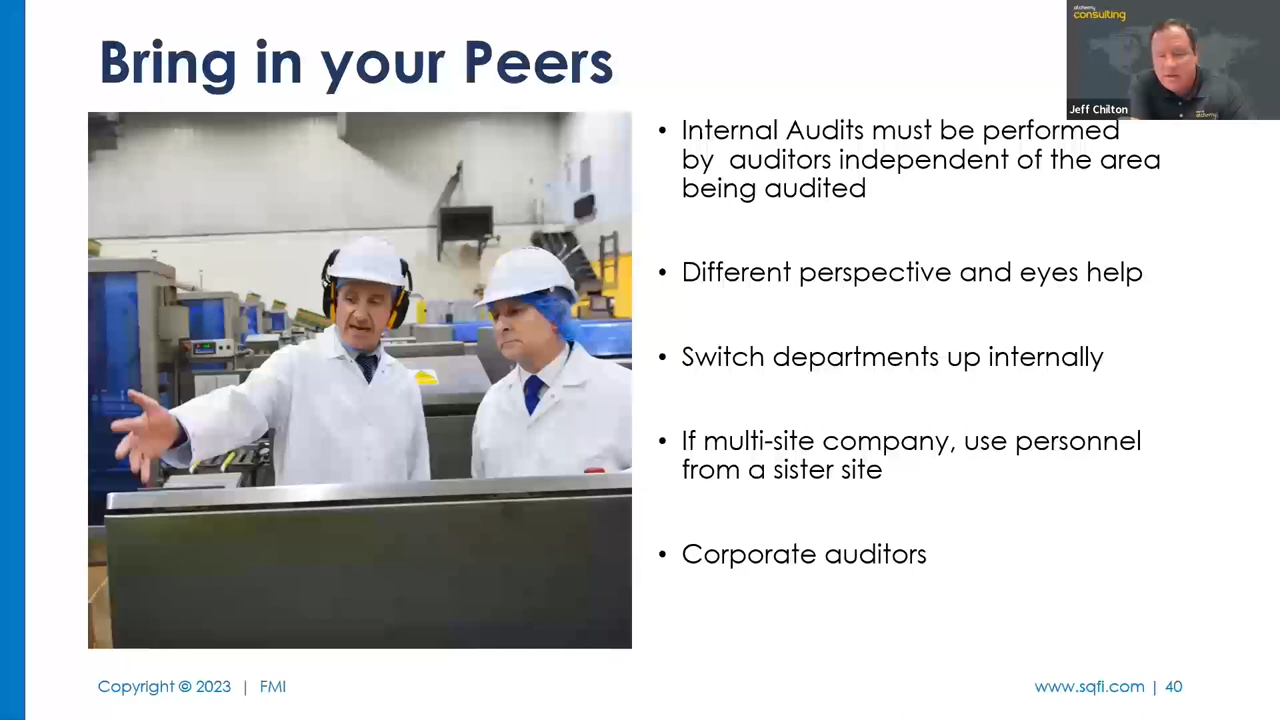 Bring in your Peers
alchemy
consulting
Jeff Chilton
alchemy
• Internal Audits must be performed
by auditors independent of the area
being audited
• Different perspective and eyes help
• Switch departments up internally
• If multi-site company, use personnel
from a sister site
• Corporate auditors
Copyright © 2023 | FMI
www.sqfi.com | 40